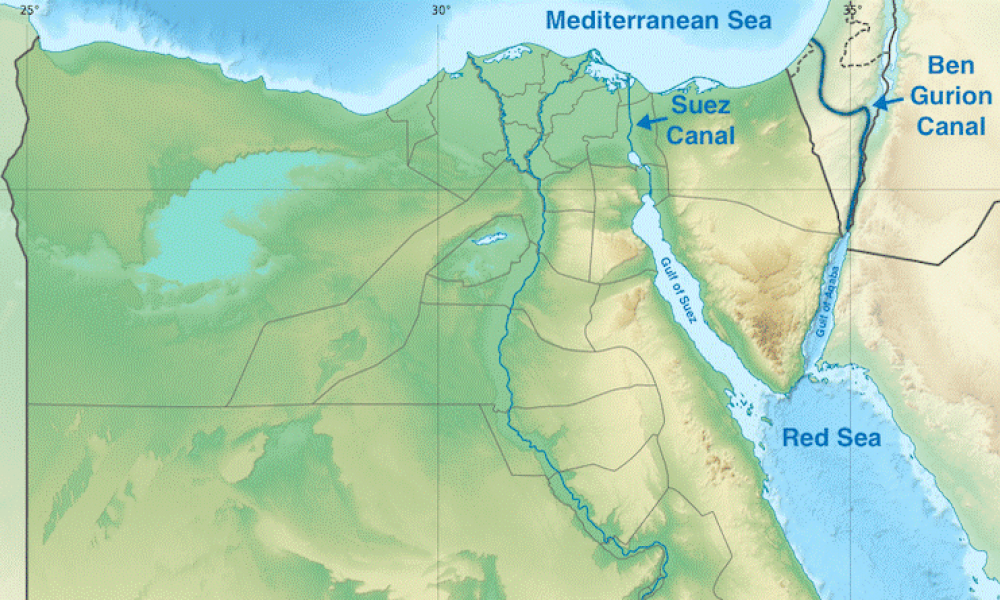 25°
30°
35°
Mediterranean Sea
Ben
Gurion
Canal
Suez
Canal
Gulf of Suez
Gulf of Aqaba
Red Sea